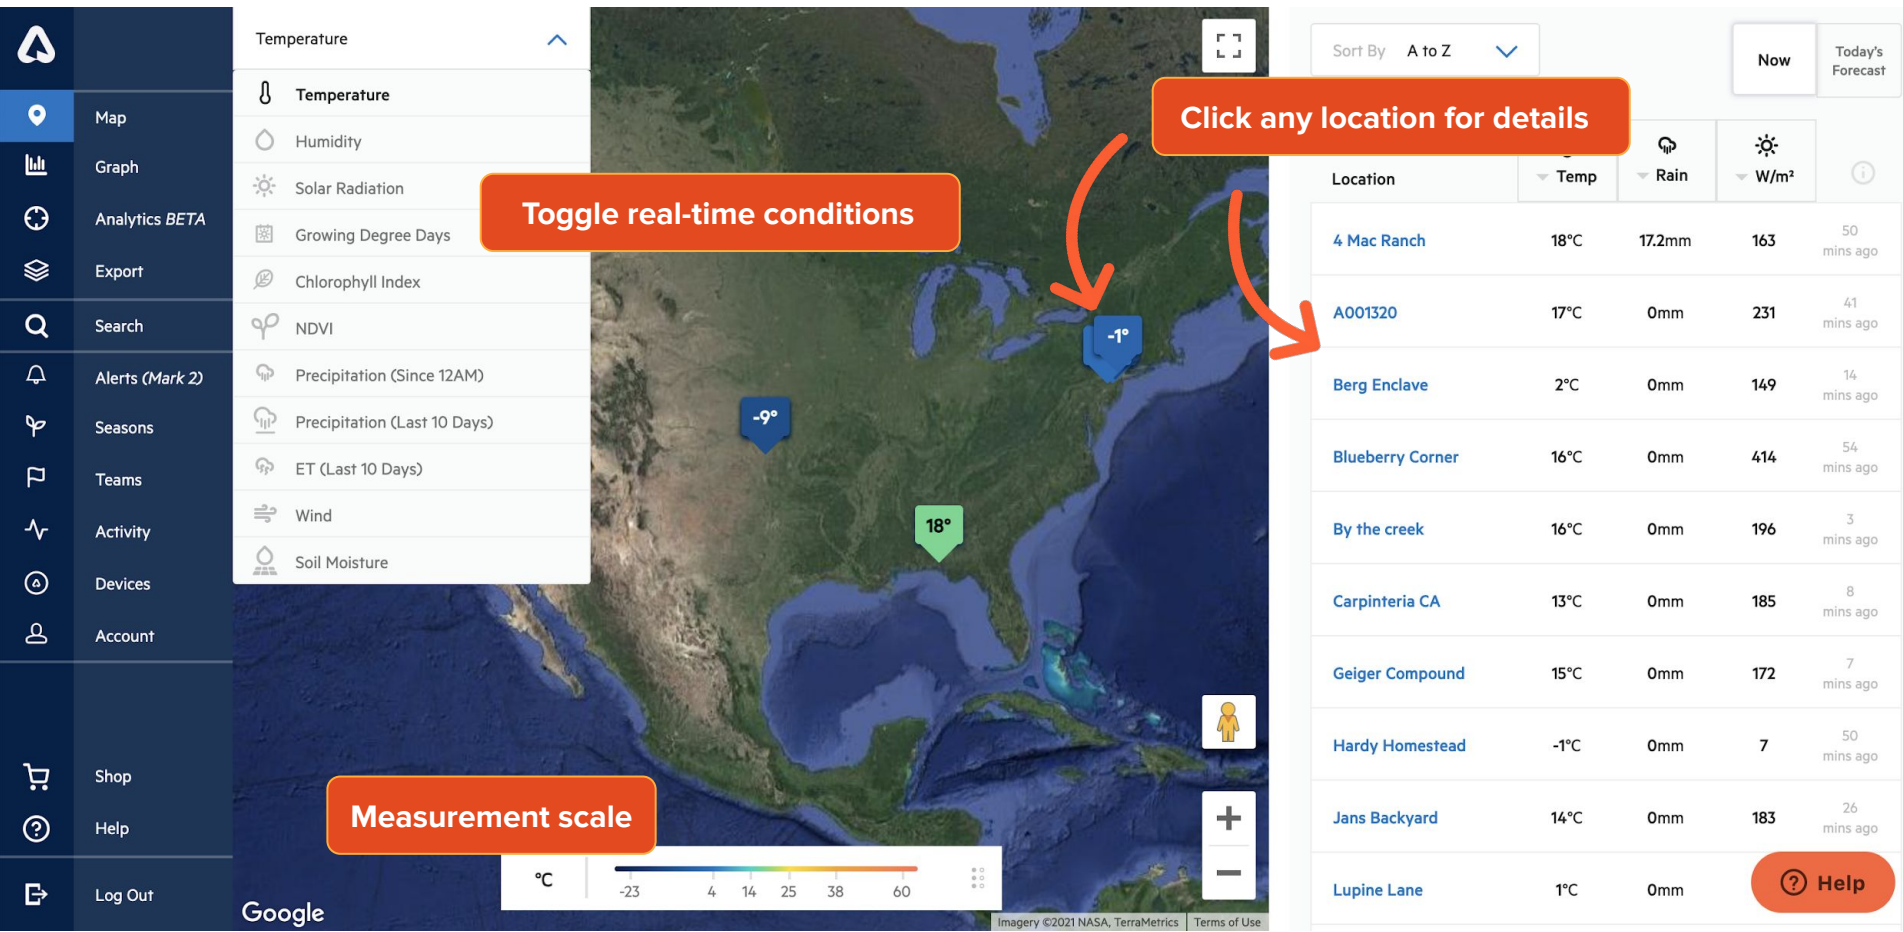 Map
Graph
Analytics BETA
Export
Search
Alerts (Mark 2)
Seasons
Teams
Activity
Devices
Account
Shop
Help
Log Out
Temperature
Temperature
Humidity
Solar Radiation
Growing Degree Days
Chlorophyll Index
NDVI
Precipitation (Since 12AM)
Precipitation (Last 10 Days)
ET (Last 10 Days)
Wind
Soil Moisture
Toggle real-time conditions
Click any location for details
-1°
-9°
18°
Measurement scale
°C
-23 4 14 25 38 60
Google
Imagery ©2021 NASA, TerraMetrics
Terms of Use
Sort By A to Z
Now
Today's
Forecast
Location Temp Rain W/m²
4 Mac Ranch 18°C 17.2mm 163 50 mins ago
A001320 17°C 0mm 231 41 mins ago
Berg Enclave 2°C 0mm 149 14 mins ago
Blueberry Corner 16°C 0mm 414 54 mins ago
By the creek 16°C 0mm 196 3 mins ago
Carpinteria CA 13°C 0mm 185 8 mins ago
Geiger Compound 15°C 0mm 172 7 mins ago
Hardy Homestead -1°C 0mm 7 50 mins ago
Jans Backyard 14°C 0mm 183 26 mins ago
Lupine Lane 1°C 0mm
Help